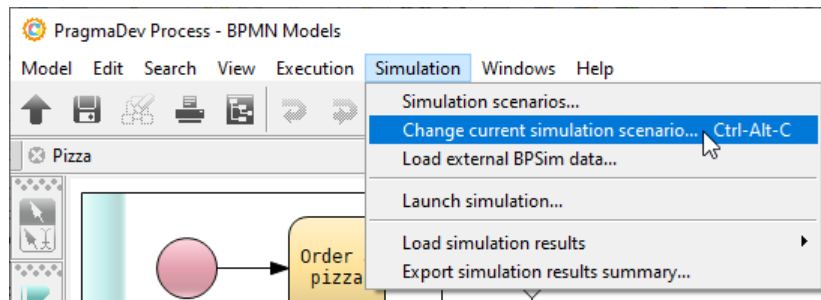 PragmaDev Process - BPMN Models
Model Edit Search View Execution Simulation Windows Help
Simulation scenarios...
Change current simulation scenario... Ctrl-Alt-C
Pizza
Load external BPSim data...
Launch simulation...
Order
pizza
Load simulation results
Export simulation results summary...